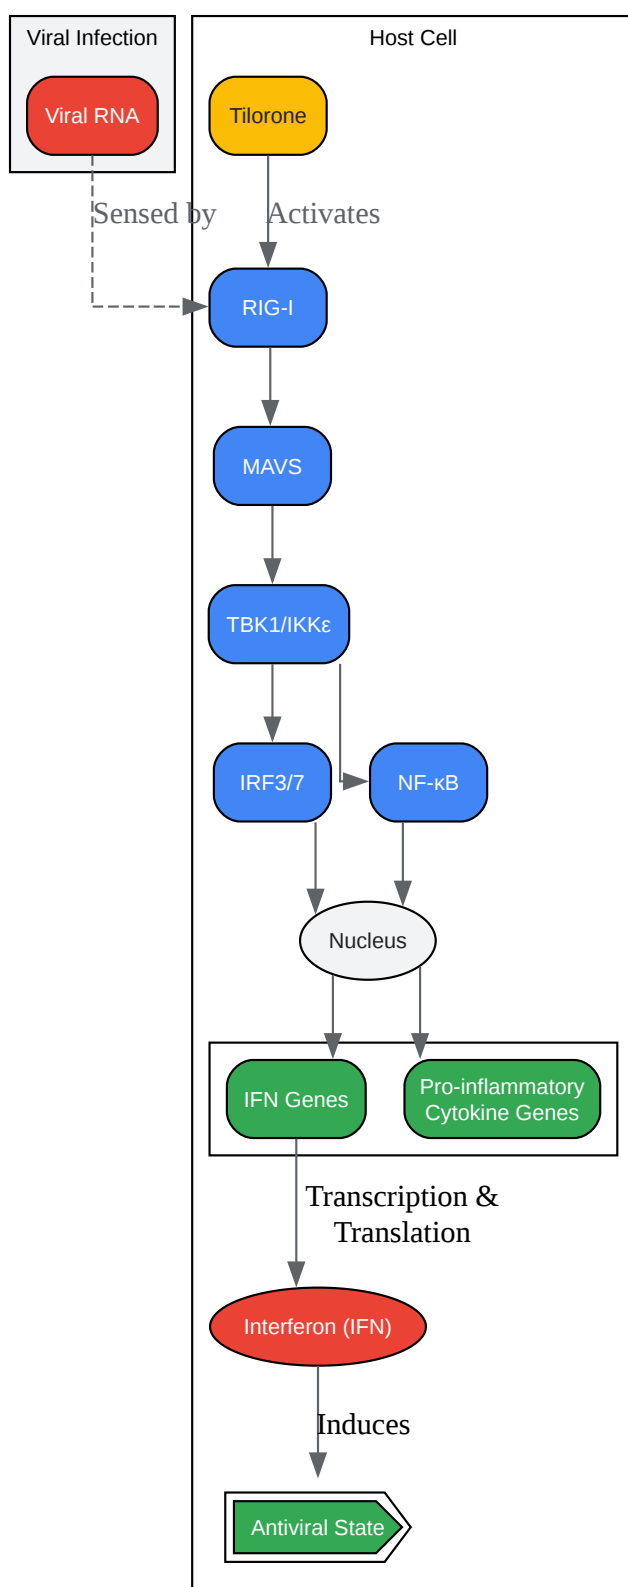 Viral Infection
Host Cell
Viral RNA
Tilorone
Sensed by
Activates
RIG-I
MAVS
TBK1/IKKε
IRF3/7
NF-κB
Nucleus
IFN Genes
Pro-inflammatory
Cytokine Genes
Transcription &
Translation
Interferon (IFN)
Induces
Antiviral State